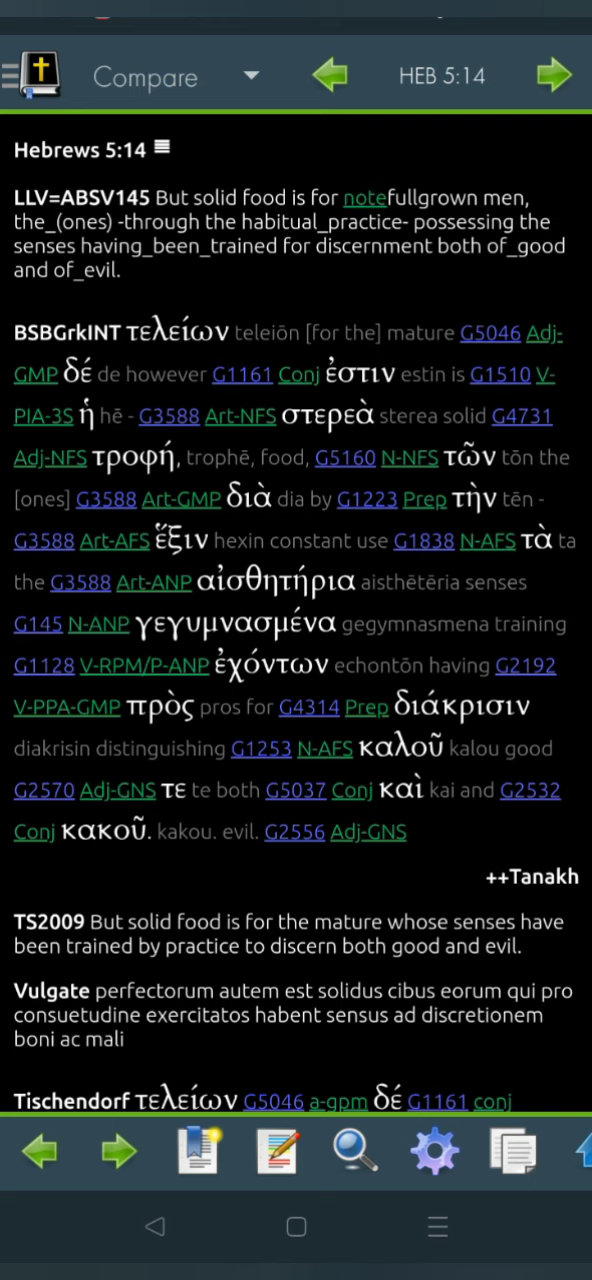 Compare
HEB 5:14
Hebrews 5:14
LLV=ABSV145 But solid food is for notefullgrown men,
the_(ones) -through the habitual_practice- possessing the
senses having_been_trained for discernment both of_good
and of_evil.
BSBGrkINT τελείων teleiōn [for the] mature G5046 Adj-
GMP δέ de however G1161 Conj ἐστιν estin is G1510 V-
PIA-3S ἡ hē - G3588 Art-NFS στερεὰ sterea solid G4731
Adj-NFS τροφή, trophē, food, G5160 N-NFS τῶν tōn the
[ones] G3588 Art-GMP διὰ dia by G1223 Prep τὴν tēn -
G3588 Art-AFS ἕξιν hexin constant use G1838 N-AFS τὰ ta
the G3588 Art-ANP αἰσθητήρια aisthētēria senses
G145 N-ANP γεγυμνασμένα gegymnasmena training
G1128 V-RPM/P-ANP ἐχόντων echontōn having G2192
V-PPA-GMP πρὸς pros for G4314 Prep διάκρισιν
diakrisin distinguishing G1253 N-AFS καλοῦ kalou good
G2570 Adj-GNS τε te both G5037 Conj καὶ kai and G2532
Conj κακοῦ. kakou. evil. G2556 Adj-GNS
++Tanakh
TS2009 But solid food is for the mature whose senses have
been trained by practice to discern both good and evil.
Vulgate perfectorum autem est solidus cibus eorum qui pro
consuetudine exercitatos habent sensus ad discretionem
boni ac mali
Tischendorf τελείων G5046 a-gpm δέ G1161 conj